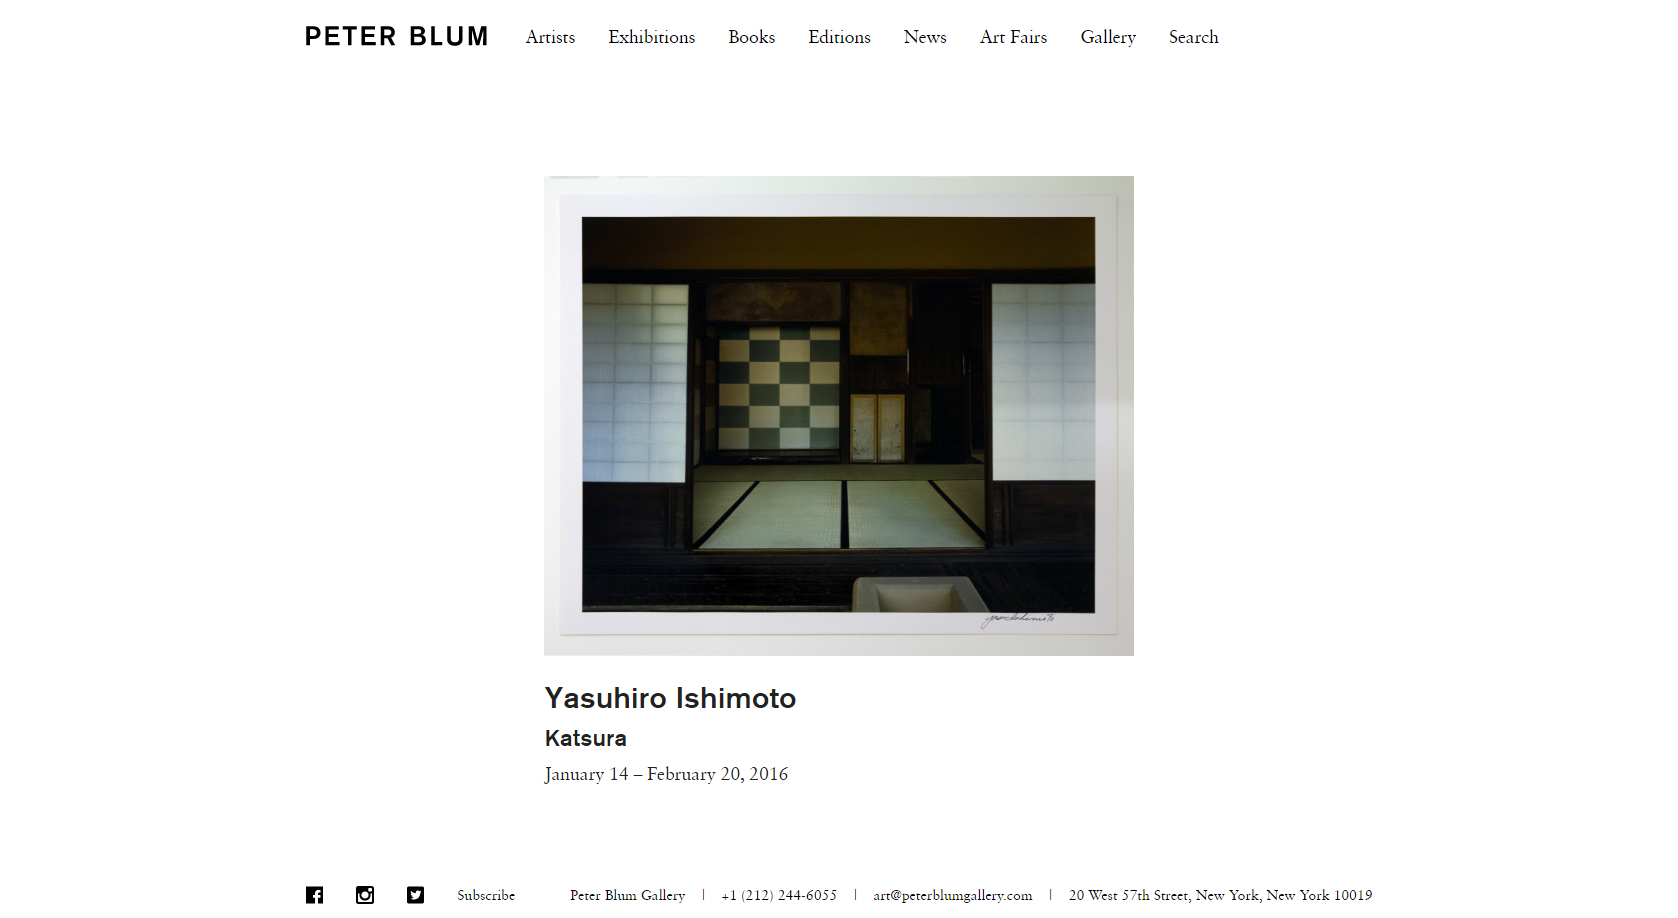 PETER BLUM Artists Exhibitions Books Editions News Art Fairs Gallery Search
Yasuhiro Ishimoto
Katsura
January 14 – February 20, 2016
Subscribe Peter Blum Gallery | +1 (212) 244-6055 | art@peterblumgallery.com | 20 West 57th Street, New York, New York 10019